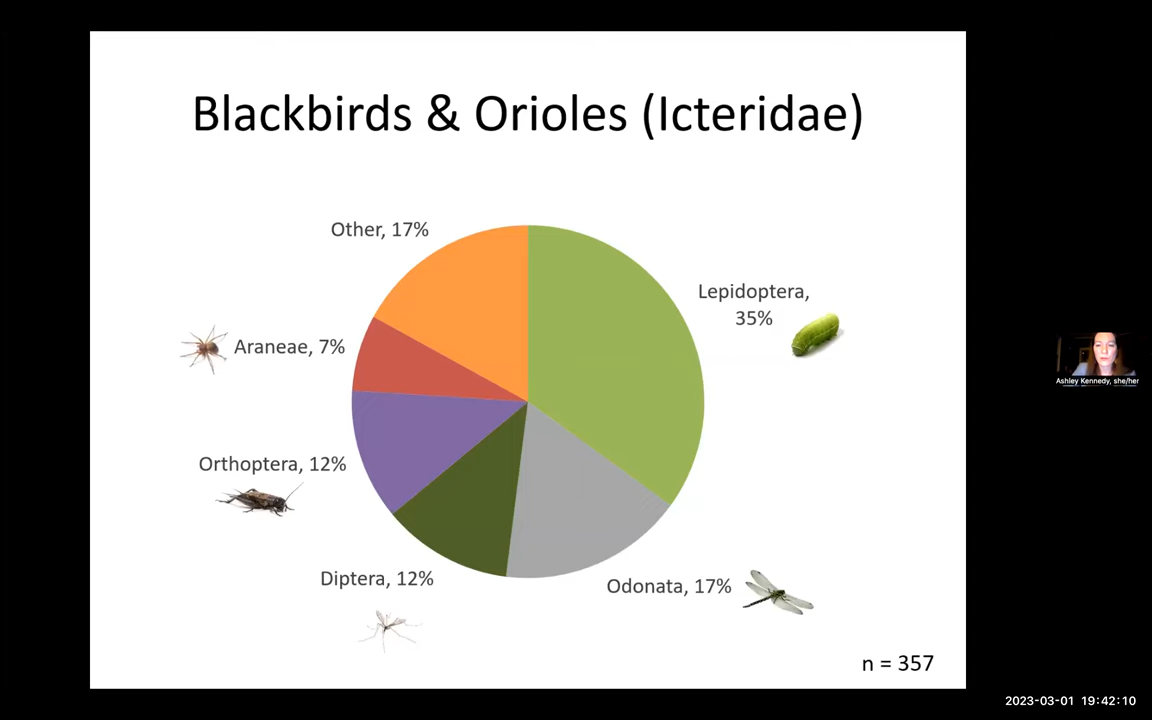 Blackbirds & Orioles (Icteridae)
Other, 17%
Lepidoptera,
35%
Araneae, 7%
Orthoptera, 12%
Diptera, 12%
Odonata, 17%
n = 357
Ashley Kennedy, she/her
2023-03-01 19:42:10